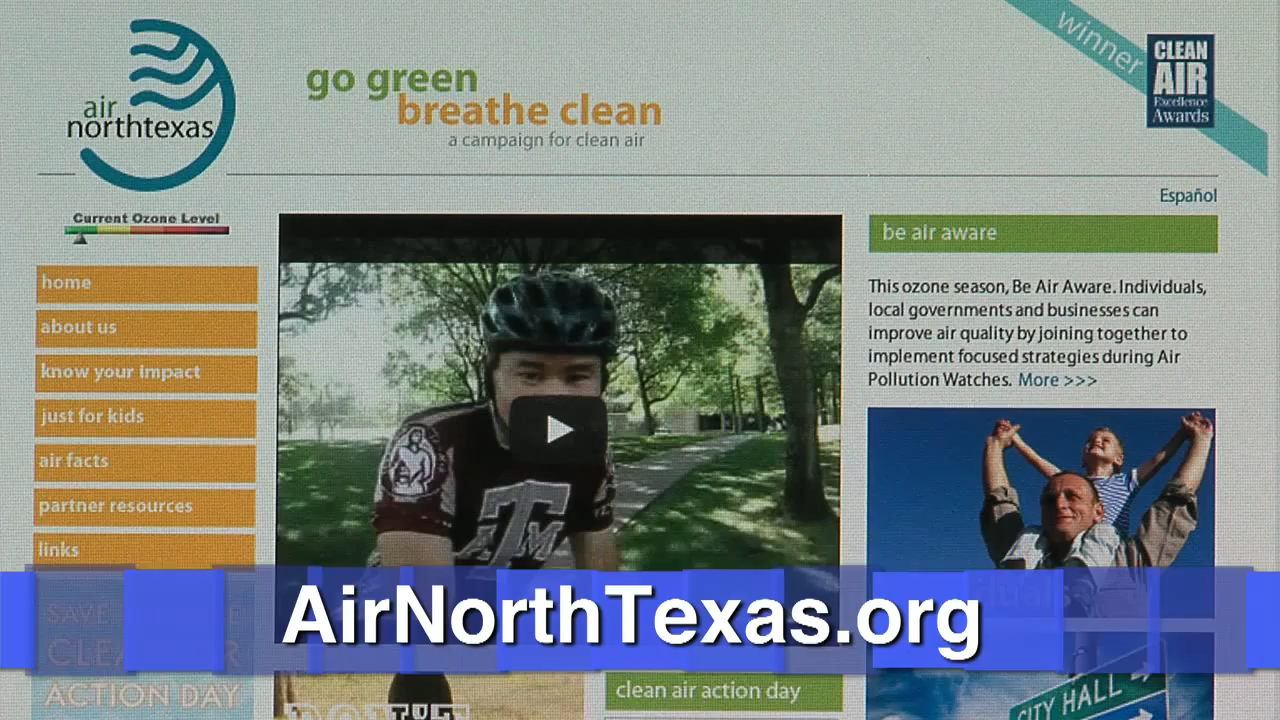 winner
CLEAN
AIR
Excellence
Awards
air
northtexas
go green
breathe clean
a campaign for clean air
Español
Current Ozone Level
home
about us
know your impact
just for kids
air facts
partner resources
links
be air aware
This ozone season, Be Air Aware. Individuals,
local governments and businesses can
improve air quality by joining together to
implement focused strategies during Air
Pollution Watches. More >>>
ATM
AirNorthTexas.org
SAVE
CLE
ACTION DAY
clean air action day
CITY HALL